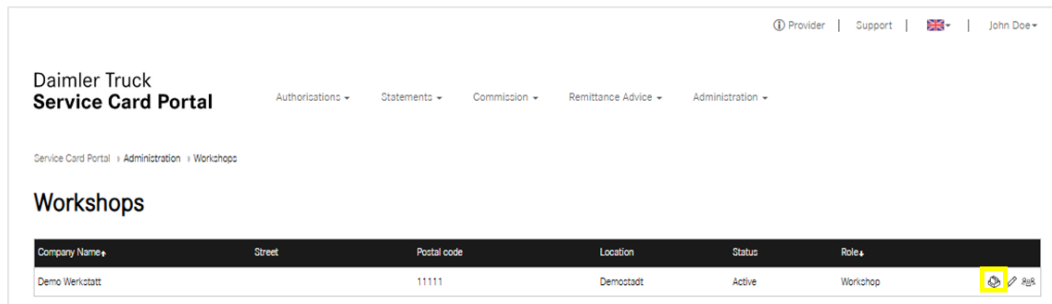 Provider | Support | John Doe
Daimler Truck
Service Card Portal
Authorisations Statements Commission Remittance Advice Administration
Service Card Portal › Administration › Workshops
Workshops
Company Name Street Postal code Location Status Role
Demo Werkstatt 11111 Demostadt Active Workshop